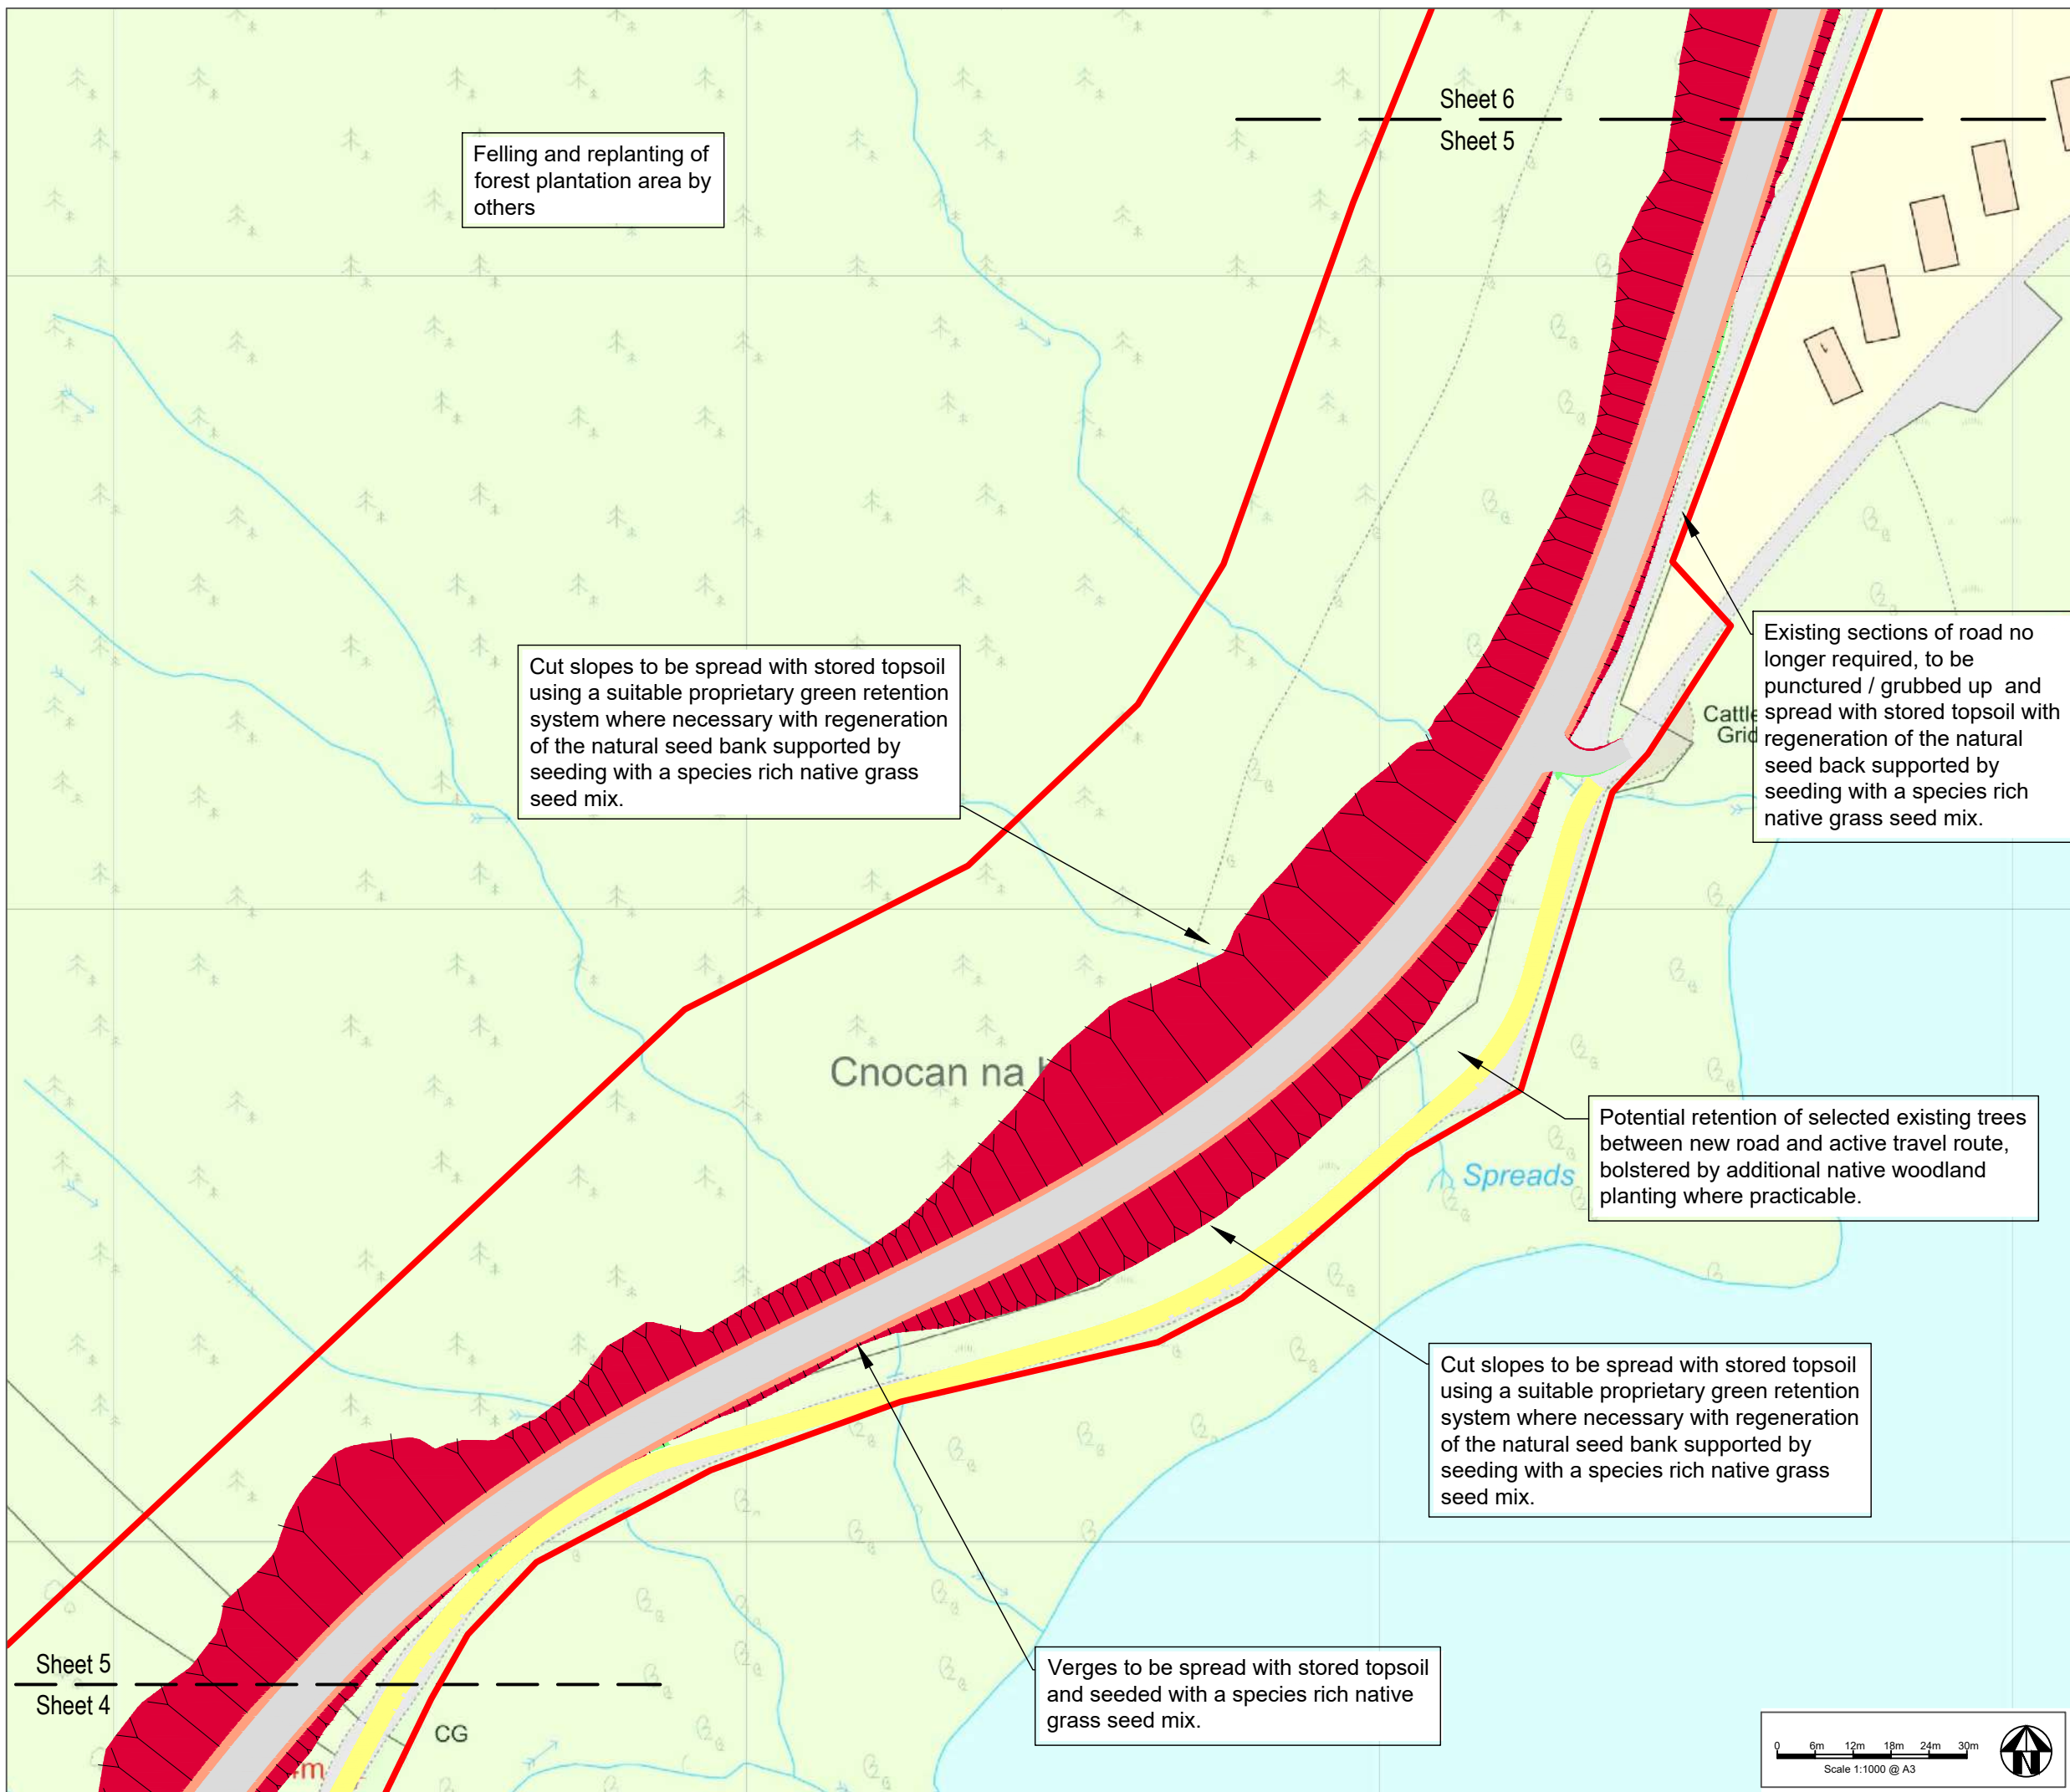 Sheet 6
Sheet 5
Felling and replanting of
forest plantation area by
others
Existing sections of road no
longer required, to be
punctured / grubbed up and
spread with stored topsoil with
regeneration of the natural
seed back supported by
seeding with a species rich
native grass seed mix.
Cattle
Grid
Cut slopes to be spread with stored topsoil
using a suitable proprietary green retention
system where necessary with regeneration
of the natural seed bank supported by
seeding with a species rich native grass
seed mix.
Cnocan na
Potential retention of selected existing trees
between new road and active travel route,
bolstered by additional native woodland
planting where practicable.
Spreads
Cut slopes to be spread with stored topsoil
using a suitable proprietary green retention
system where necessary with regeneration
of the natural seed bank supported by
seeding with a species rich native grass
seed mix.
Verges to be spread with stored topsoil
and seeded with a species rich native
grass seed mix.
Sheet 5
Sheet 4
CG
0 6m 12m 18m 24m 30m
Scale 1:1000 @ A3
N